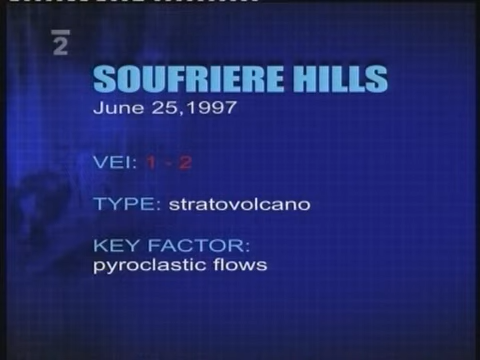 2
SOUFRIERE HILLS
June 25,1997
VEI: 1 - 2
TYPE: stratovolcano
KEY FACTOR:
pyroclastic flows